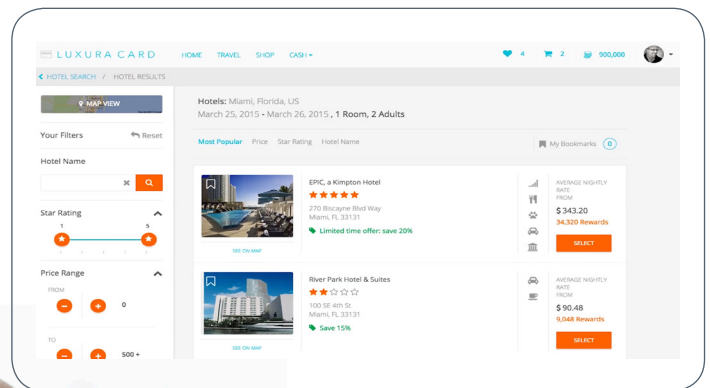 LUXURA CARD HOME TRAVEL SHOP CASH 4 2 900,000
HOTEL SEARCH / HOTEL RESULTS
MAP VIEW
Your Filters Reset
Hotel Name
Star Rating
1 5
Price Range
FROM
0
TO
500 +
Hotels: Miami, Florida, US
March 25, 2015 - March 26, 2015 , 1 Room, 2 Adults
Most Popular Price Star Rating Hotel Name
My Bookmarks 0
EPIC, a Kimpton Hotel
270 Biscayne Blvd Way
Miami, FL 33131
Limited time offer: save 20%
SEE ON MAP
AVERAGE NIGHTLY
RATE
FROM
$ 343.20
34,320 Rewards
SELECT
River Park Hotel & Suites
100 SE 4th St.
Miami, FL 33131
Save 15%
SEE ON MAP
AVERAGE NIGHTLY
RATE
FROM
$ 90.48
9,048 Rewards
SELECT